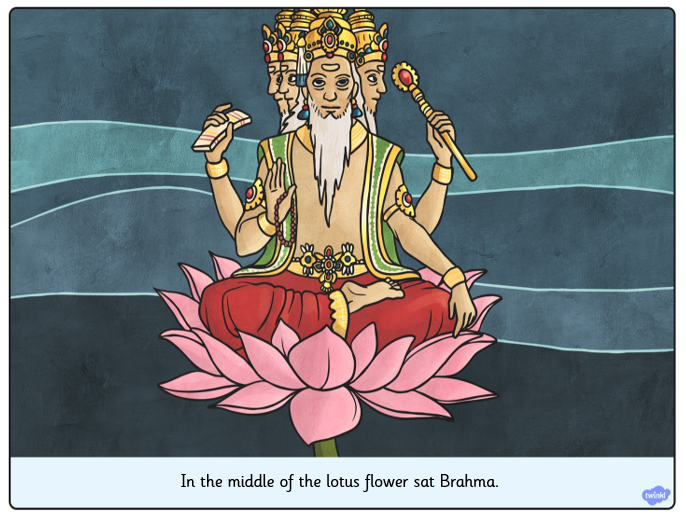 In the middle of the lotus flower sat Brahma.
twinkl